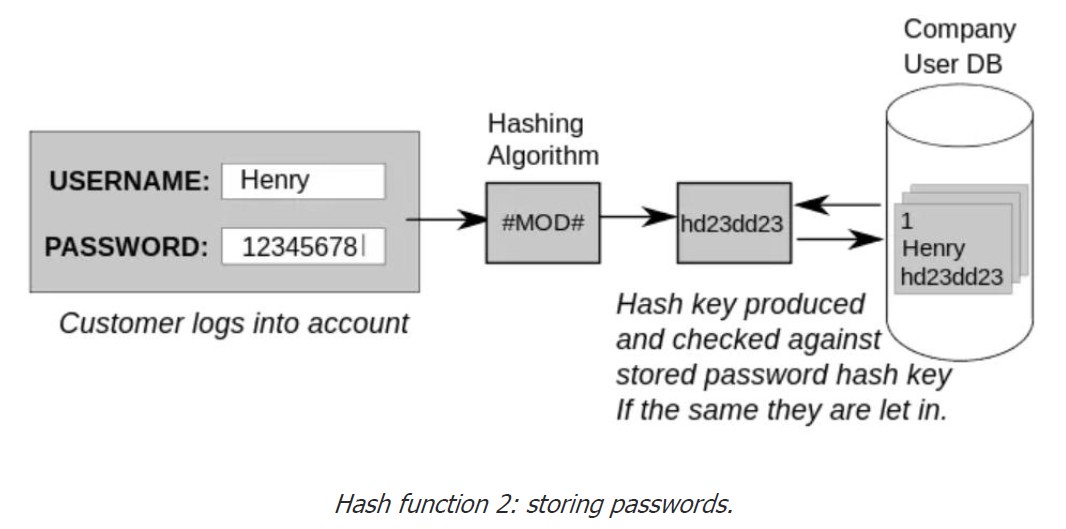 Company
User DB
Hashing
Algorithm
USERNAME: Henry
#MOD#
hd23dd23
1
Henry
hd23dd23
PASSWORD: 12345678
Customer logs into account
Hash key produced
and checked against
stored password hash key
If the same they are let in.
Hash function 2: storing passwords.